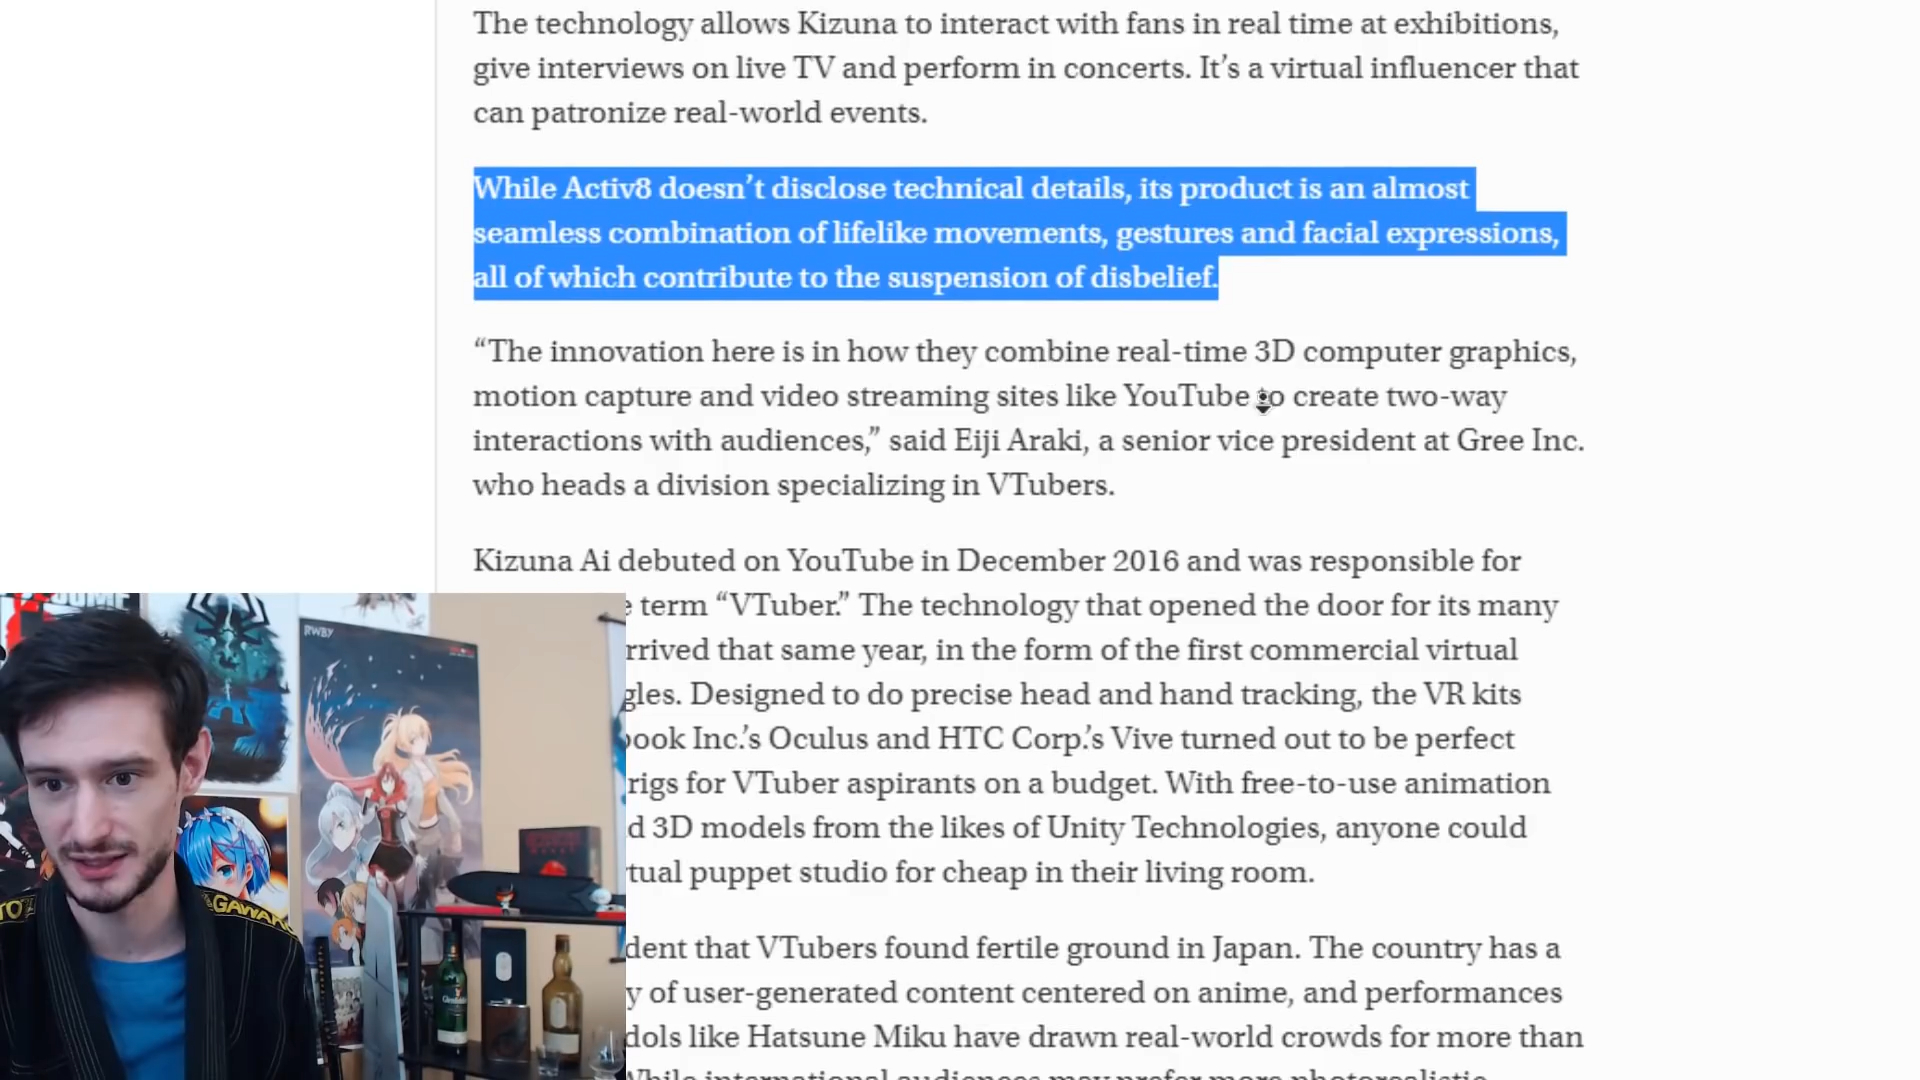 The technology allows Kizuna to interact with fans in real time at exhibitions,
give interviews on live TV and perform in concerts. It’s a virtual influencer that
can patronize real-world events.
While Activ8 doesn’t disclose technical details, its product is an almost
seamless combination of lifelike movements, gestures and facial expressions,
all of which contribute to the suspension of disbelief.
“The innovation here is in how they combine real-time 3D computer graphics,
motion capture and video streaming sites like YouTube to create two-way
interactions with audiences,” said Eiji Araki, a senior vice president at Gree Inc.
who heads a division specializing in VTubers.
Kizuna Ai debuted on YouTube in December 2016 and was responsible for
term “VTuber.” The technology that opened the door for its many
rrived that same year, in the form of the first commercial virtual
gles. Designed to do precise head and hand tracking, the VR kits
ook Inc.’s Oculus and HTC Corp.’s Vive turned out to be perfect
rigs for VTuber aspirants on a budget. With free-to-use animation
d 3D models from the likes of Unity Technologies, anyone could
tual puppet studio for cheap in their living room.
dent that VTubers found fertile ground in Japan. The country has a
y of user-generated content centered on anime, and performances
dols like Hatsune Miku have drawn real-world crowds for more than
While international audiences may prefer more photorealistic
RWBY
GAWAK
Glenfiddich